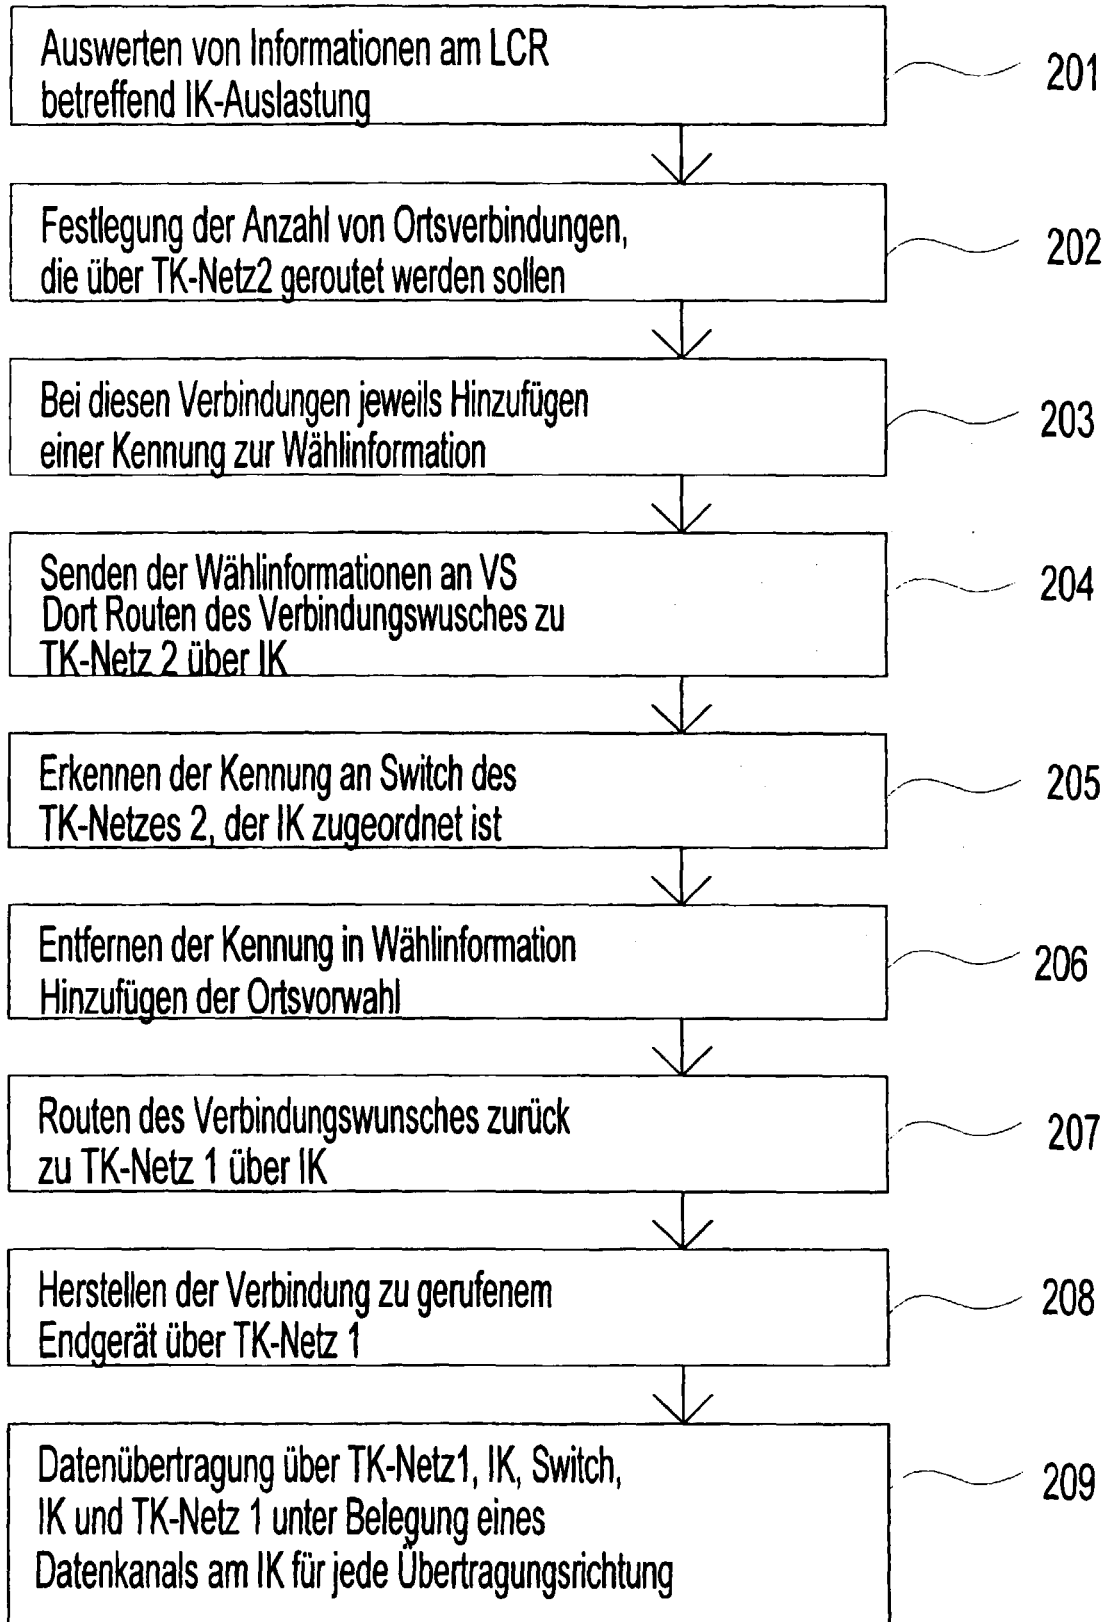 Auswerten von Informationen am LCR
betreffend IK-Auslastung
201
Festlegung der Anzahl von Ortsverbindungen,
die über TK-Netz2 geroutet werden sollen
202
Bei diesen Verbindungen jeweils Hinzufügen
einer Kennung zur Wählinformation
203
Senden der Wählinformationen an VS
Dort Routen des Verbindungswusches zu
TK-Netz 2 über IK
204
Erkennen der Kennung an Switch des
TK-Netzes 2, der IK zugeordnet ist
205
Entfernen der Kennung in Wählinformation
Hinzufügen der Ortsvorwahl
206
Routen des Verbindungswunsches zurück
zu TK-Netz 1 über IK
207
Herstellen der Verbindung zu gerufenem
Endgerät über TK-Netz 1
208
Datenübertragung über TK-Netz1, IK, Switch,
IK und TK-Netz 1 unter Belegung eines
Datenkanals am IK für jede Übertragungsrichtung
209